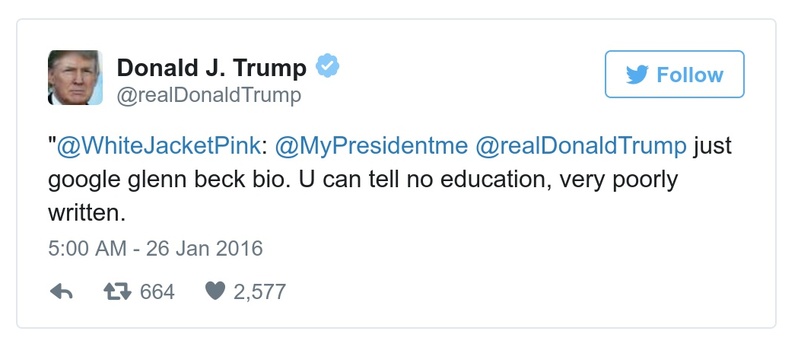 Donald J. Trump
@realDonaldTrump
Follow
"@WhiteJacketPink: @MyPresidentme @realDonaldTrump just
google glenn beck bio. U can tell no education, very poorly
written.
5:00 AM - 26 Jan 2016
664 2,577